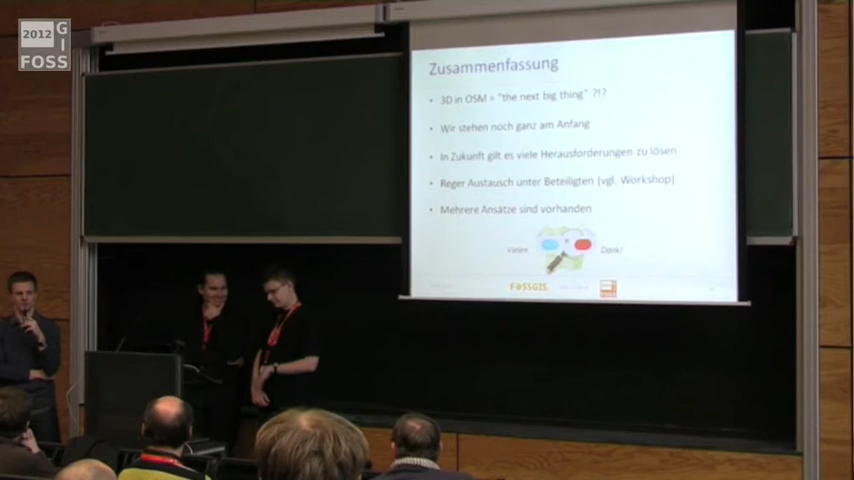 2012 G
I
FOSS
Zusammenfassung
• 3D in OSM = "the next big thing" ?!?
• Wir stehen noch ganz am Anfang
• In Zukunft gilt es viele Herausforderungen zu lösen
• Reger Austausch unter Beteiligten (vgl. Workshop)
• Mehrere Ansätze sind vorhanden
Vielen Dank!
FOSSGIS
FOSS